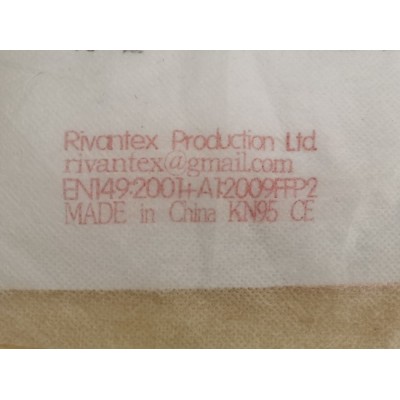 Rivantex Production Ltd.
rivantex@gmail.com
EN149:2001+A1:2009FFP2
MADE in China KN95 CE